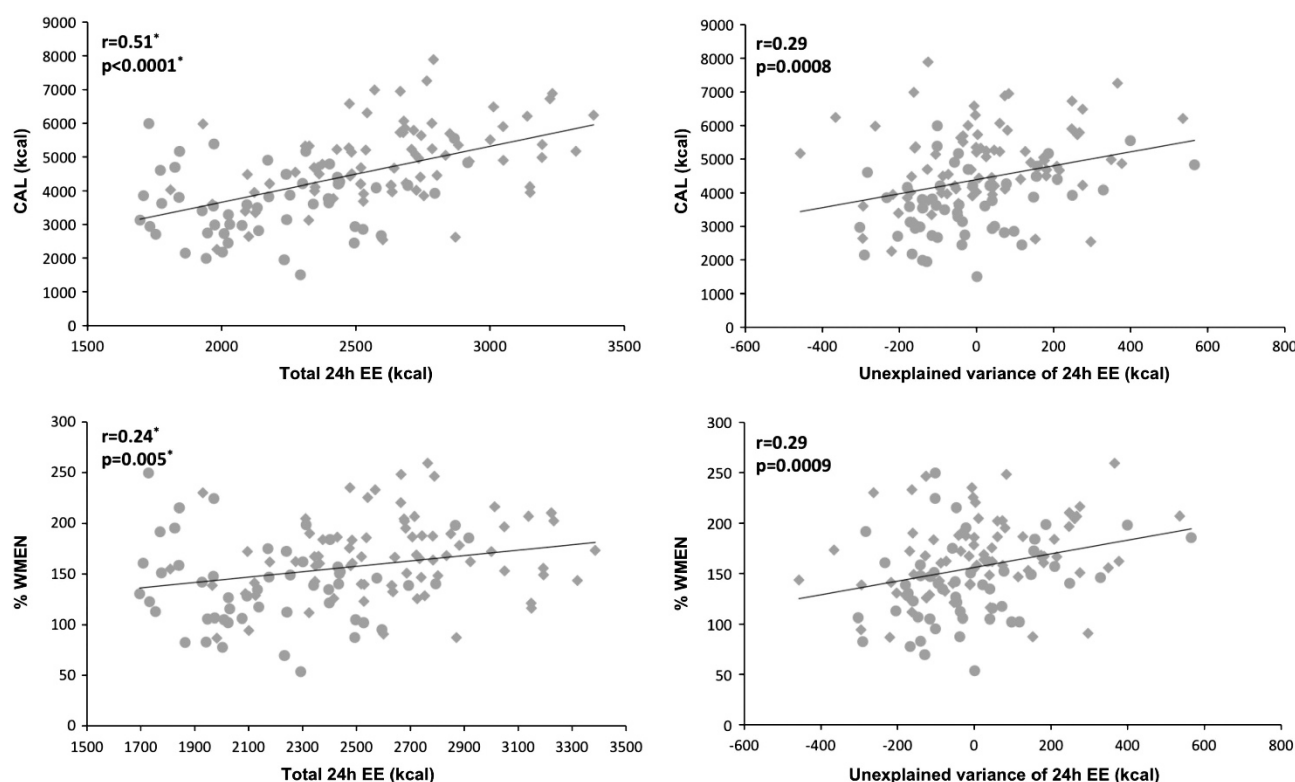 r=0.51*
p<0.0001*
CAL (kcal)
9000
8000
7000
6000
5000
4000
3000
2000
1000
0
1500 2000 2500 3000 3500
Total 24h EE (kcal)
r=0.29
p=0.0008
CAL (kcal)
9000
8000
7000
6000
5000
4000
3000
2000
1000
0
-600 -400 -200 0 200 400 600 800
Unexplained variance of 24h EE (kcal)
r=0.24*
p=0.005*
% WMEN
300
250
200
150
100
50
0
1500 1700 1900 2100 2300 2500 2700 2900 3100 3300 3500
Total 24h EE (kcal)
r=0.29
p=0.0009
% WMEN
300
250
200
150
100
50
0
-600 -400 -200 0 200 400 600 800
Unexplained variance of 24h EE (kcal)